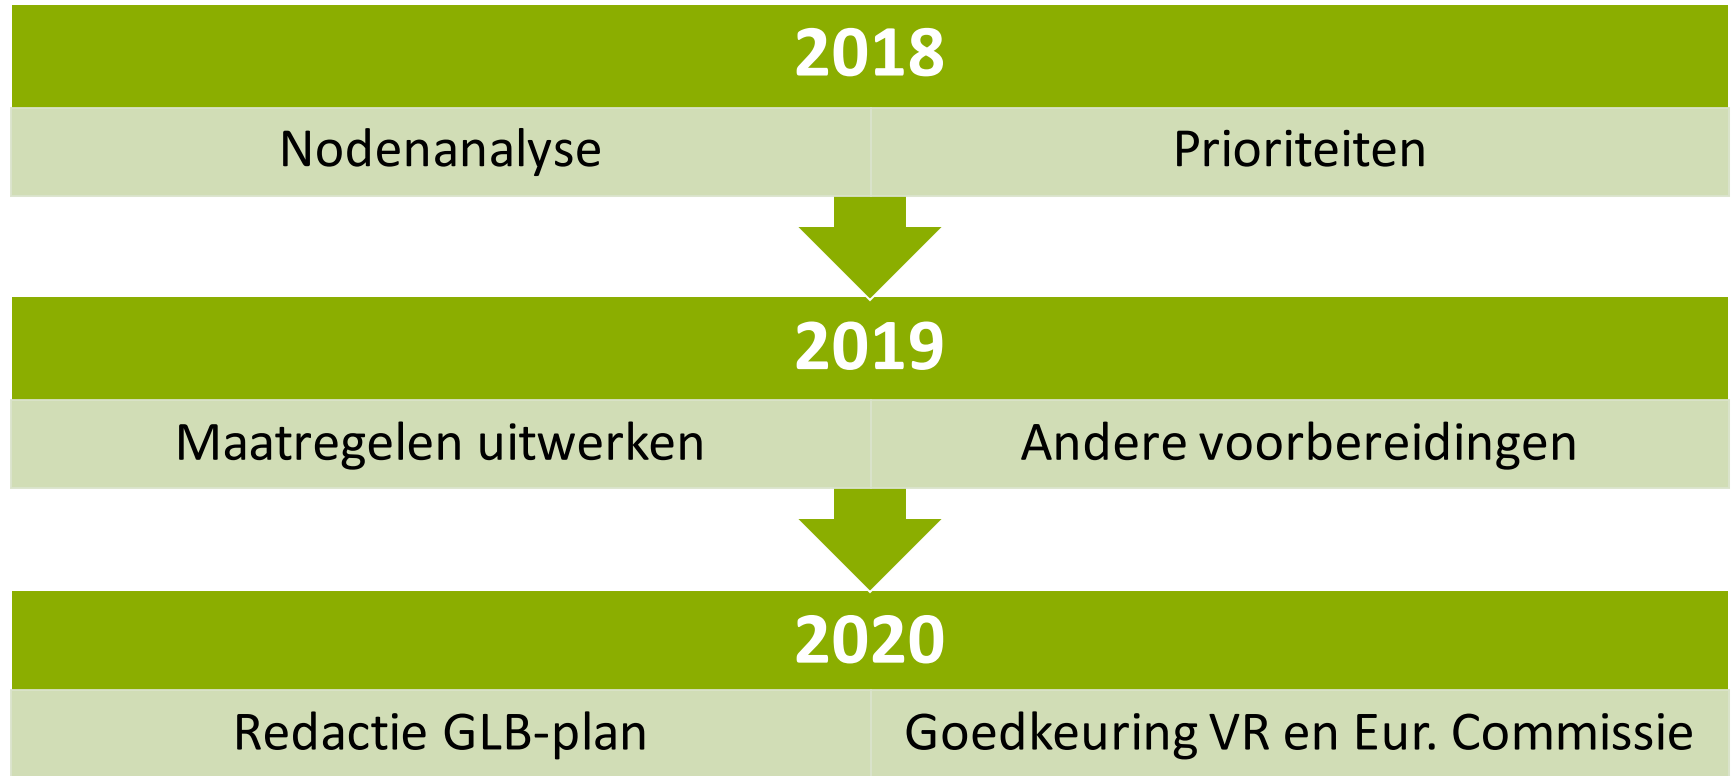 2018
Nodenanalyse
Prioriteiten
2019
Maatregelen uitwerken
Andere voorbereidingen
2020
Redactie GLB-plan
Goedkeuring VR en Eur. Commissie